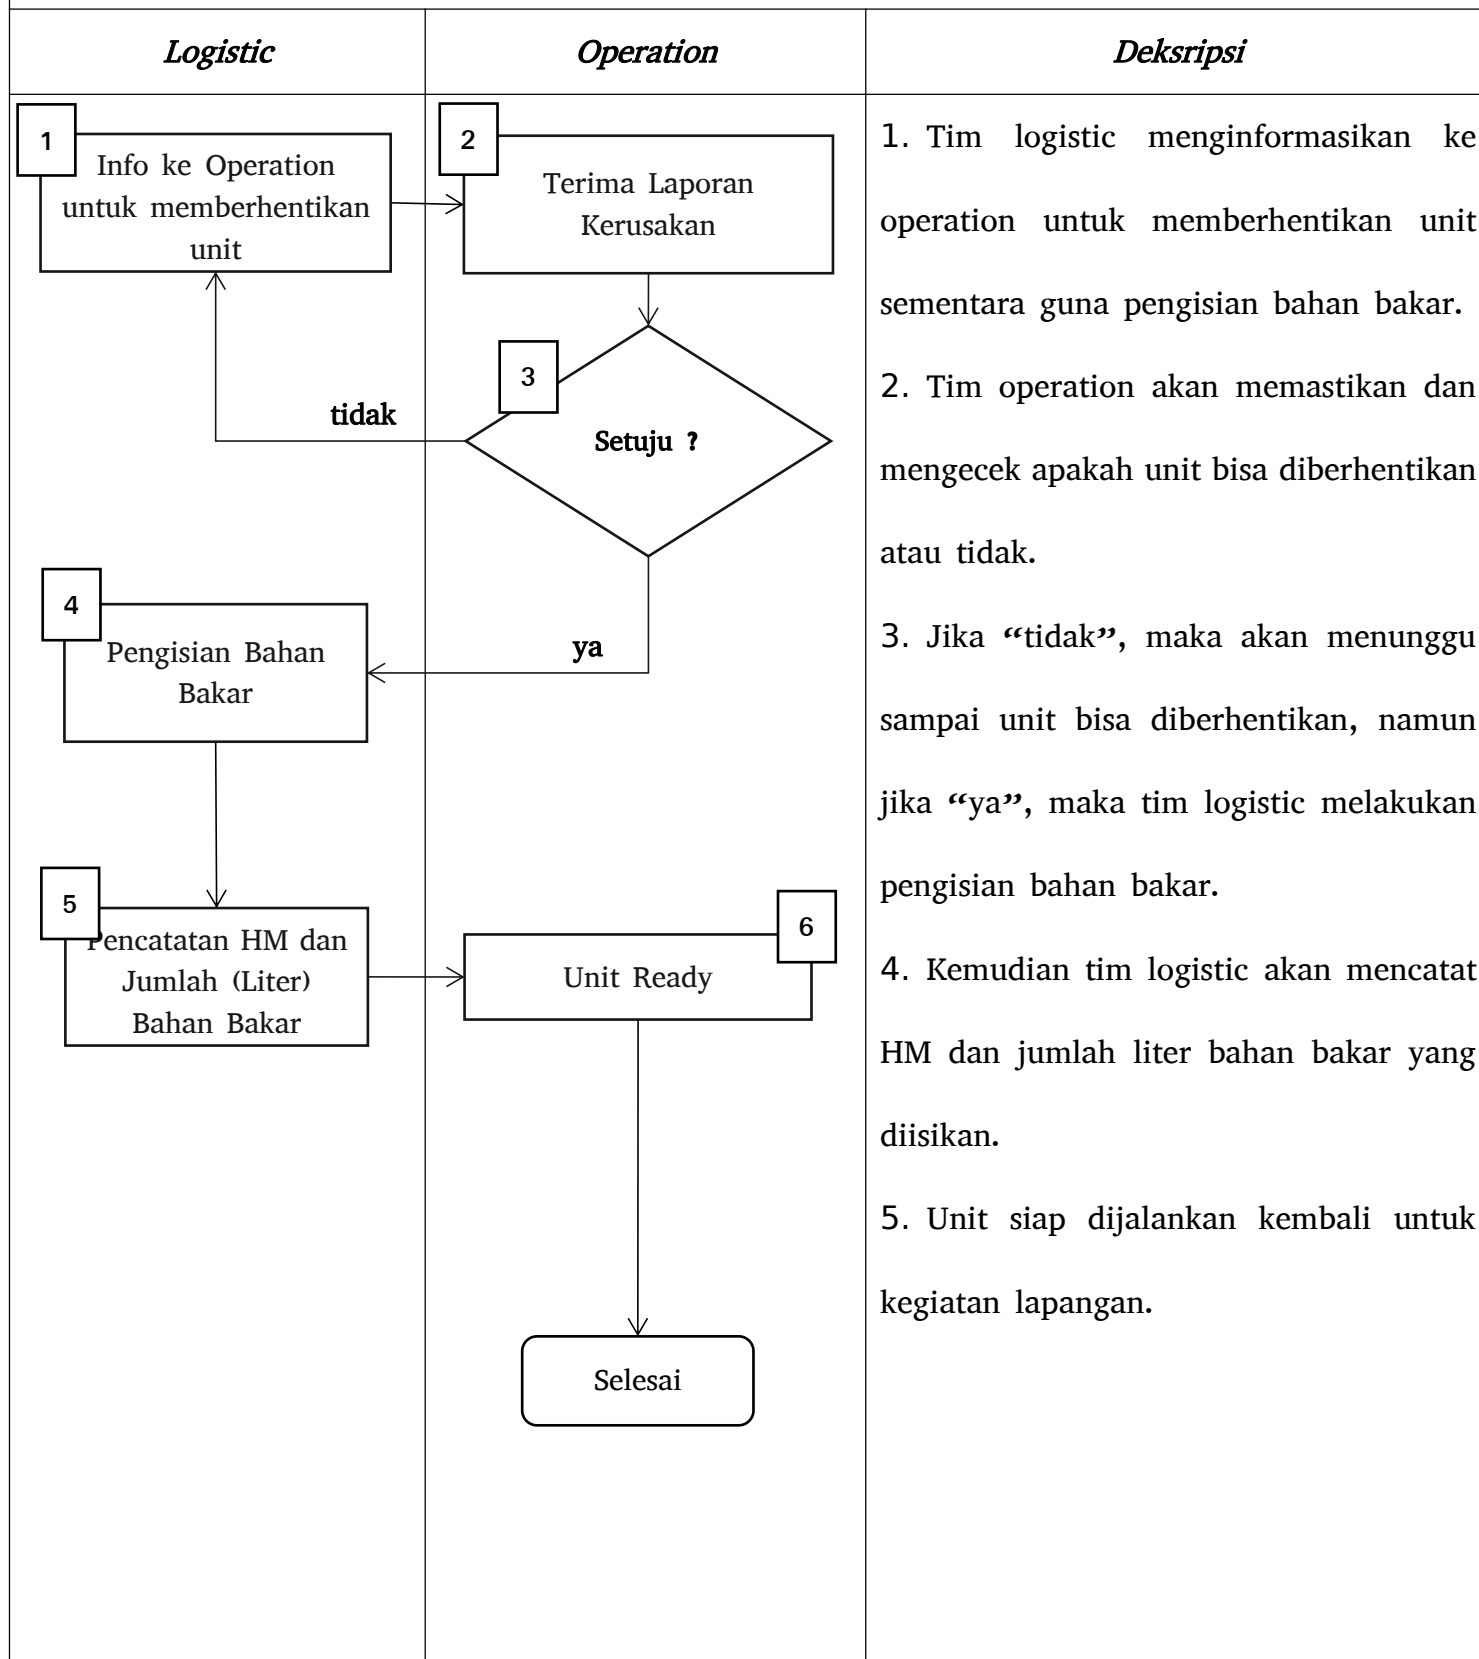 Logistic
Operation
Deksripsi
1
Info ke Operation
untuk memberhentikan
unit
2
Terima Laporan
Kerusakan
3
Setuju ?
tidak
ya
4
Pengisian Bahan
Bakar
5
Pencatatan HM dan
Jumlah (Liter)
Bahan Bakar
6
Unit Ready
Selesai
1. Tim logistic menginformasikan ke
operation untuk memberhentikan unit
sementara guna pengisian bahan bakar.
2. Tim operation akan memastikan dan
mengecek apakah unit bisa diberhentikan
atau tidak.
3. Jika “tidak”, maka akan menunggu
sampai unit bisa diberhentikan, namun
jika “ya”, maka tim logistic melakukan
pengisian bahan bakar.
4. Kemudian tim logistic akan mencatat
HM dan jumlah liter bahan bakar yang
diisikan.
5. Unit siap dijalankan kembali untuk
kegiatan lapangan.